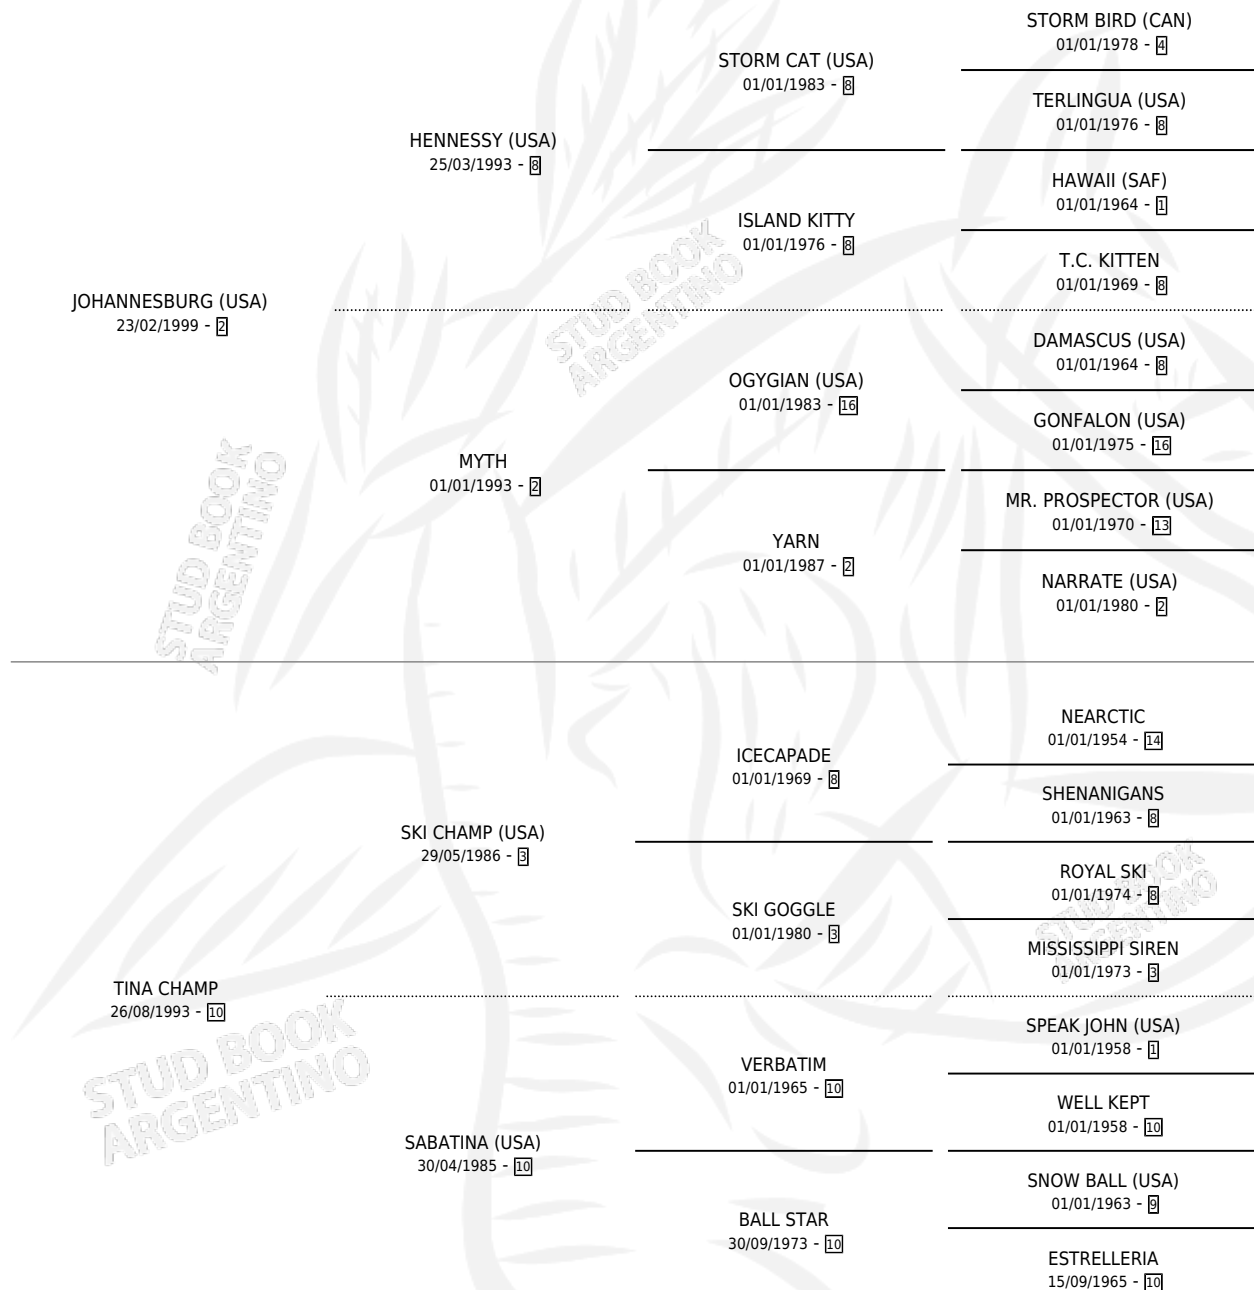 STORM BIRD (CAN)
01/01/1978 - 4
STORM CAT (USA)
01/01/1983 - 8
TERLINGUA (USA)
01/01/1976 - 8
HENNESSY (USA)
25/03/1993 - 8
HAWAII (SAF)
01/01/1964 - 1
ISLAND KITTY
01/01/1976 - 8
T.C. KITTEN
01/01/1969 - 8
JOHANNESBURG (USA)
23/02/1999 - 2
DAMASCUS (USA)
01/01/1964 - 8
OGYGIAN (USA)
01/01/1983 - 16
GONFALON (USA)
01/01/1975 - 16
MYTH
01/01/1993 - 2
MR. PROSPECTOR (USA)
01/01/1970 - 13
YARN
01/01/1987 - 2
NARRATE (USA)
01/01/1980 - 2
NEARCTIC
01/01/1954 - 14
ICECAPADE
01/01/1969 - 8
SHENANIGANS
01/01/1963 - 8
SKI CHAMP (USA)
29/05/1986 - 3
ROYAL SKI
01/01/1974 - 8
SKI GOGGLE
01/01/1980 - 3
MISSISSIPPI SIREN
01/01/1973 - 3
TINA CHAMP
26/08/1993 - 10
SPEAK JOHN (USA)
01/01/1958 - 1
VERBATIM
01/01/1965 - 10
WELL KEPT
01/01/1958 - 10
SABATINA (USA)
30/04/1985 - 10
SNOW BALL (USA)
01/01/1963 - 9
BALL STAR
30/09/1973 - 10
ESTRELLERIA
15/09/1965 - 10
STUD BOOK
ARGENTINO
STUD BOOK
ARGENTINO
STUD BOOK
ARGENTINO
STUD BOOK
ARGENTINO